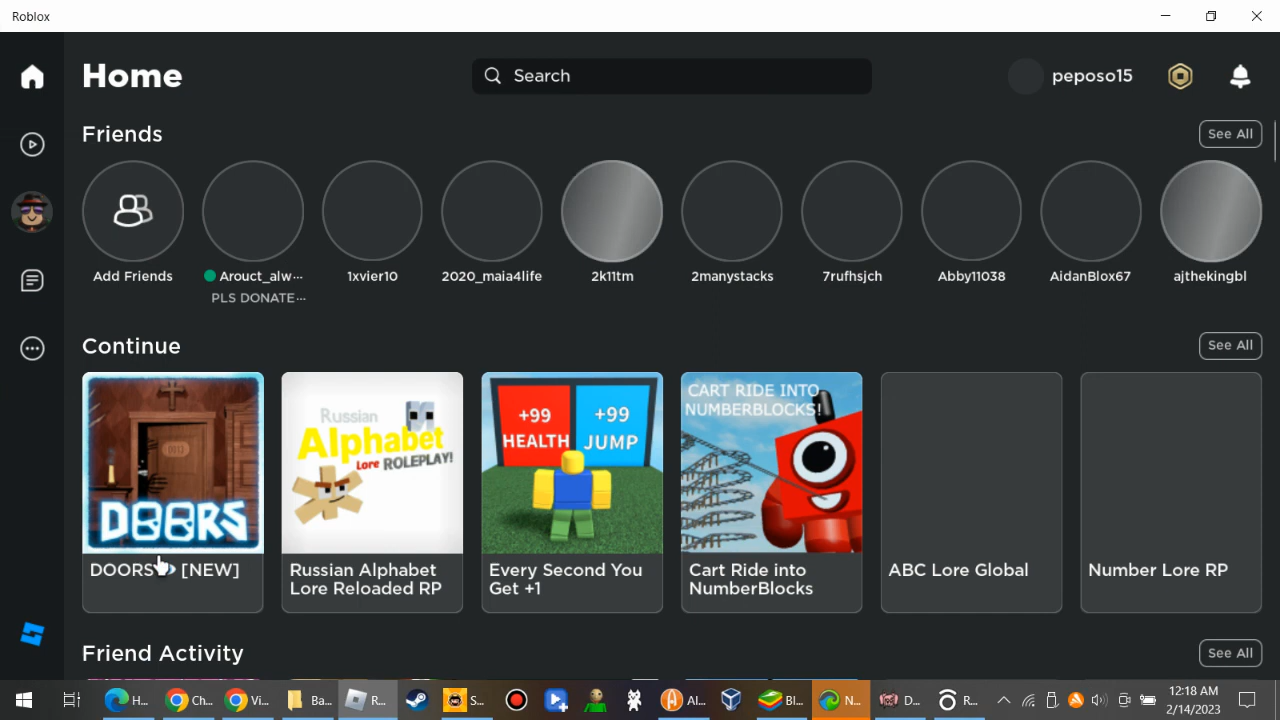 Roblox
Home
Search
peposo15
Friends
See All
Add Friends
Arouct_alw...
1xvier10
2020_maia4life
2k11tm
2manystacks
7rufhsjch
Abby11038
AidanBlox67
ajthekingbl
PLS DONATE...
Continue
See All
DOORS
Russian
Alphabet
Lore ROLEPLAY!
+99
HEALTH
+99
JUMP
CART RIDE INTO
NUMBERBLOCKS!
DOORS [NEW]
Russian Alphabet
Lore Reloaded RP
Every Second You
Get +1
Cart Ride into
NumberBlocks
ABC Lore Global
Number Lore RP
Friend Activity
See All
H...
Ch...
Vi...
Ba...
R...
S...
Al...
Bl...
N...
D...
R...
12:18 AM
2/14/2023